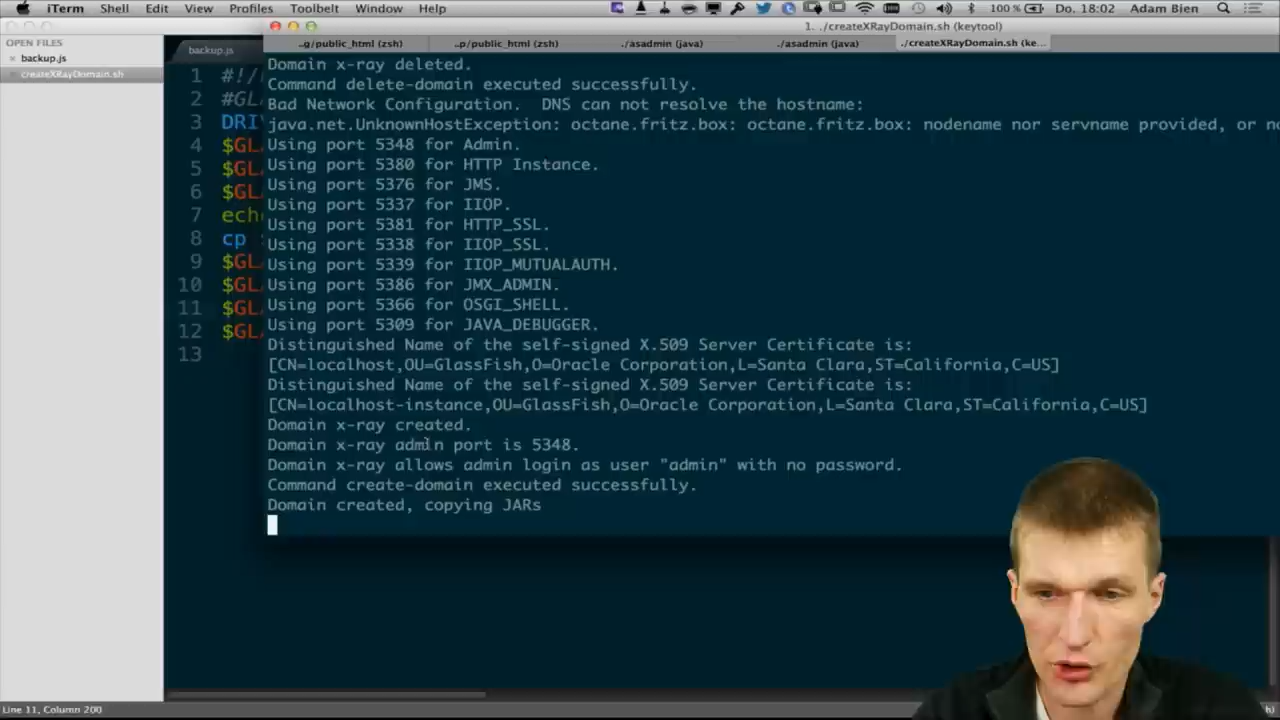 iTerm Shell Edit View Profiles Toolbelt Window Help 100 % Do. 18:02 Adam Bien
1. ./createXRayDomain.sh (keytool)
..g/public_html (zsh) ..p/public_html (zsh) ./asadmin (java) ./asadmin (java) ./createXRayDomain.sh (ke...
OPEN FILES
backup.js
createXRayDomain.sh
backup.js
1 #!/
2 #GL
3 DRI
4 $GL
5 $GL
6 $GL
7 ech
8 cp
9 $GL
10 $GL
11 $GL
12 $GL
13
Domain x-ray deleted.
Command delete-domain executed successfully.
Bad Network Configuration. DNS can not resolve the hostname:
java.net.UnknownHostException: octane.fritz.box: octane.fritz.box: nodename nor servname provided, or no
Using port 5348 for Admin.
Using port 5380 for HTTP Instance.
Using port 5376 for JMS.
Using port 5337 for IIOP.
Using port 5381 for HTTP_SSL.
Using port 5338 for IIOP_SSL.
Using port 5339 for IIOP_MUTUALAUTH.
Using port 5386 for JMX_ADMIN.
Using port 5366 for OSGI_SHELL.
Using port 5309 for JAVA_DEBUGGER.
Distinguished Name of the self-signed X.509 Server Certificate is:
[CN=localhost,OU=GlassFish,O=Oracle Corporation,L=Santa Clara,ST=California,C=US]
Distinguished Name of the self-signed X.509 Server Certificate is:
[CN=localhost-instance,OU=GlassFish,O=Oracle Corporation,L=Santa Clara,ST=California,C=US]
Domain x-ray created.
Domain x-ray admin port is 5348.
Domain x-ray allows admin login as user "admin" with no password.
Command create-domain executed successfully.
Domain created, copying JARs
Line 11, Column 200